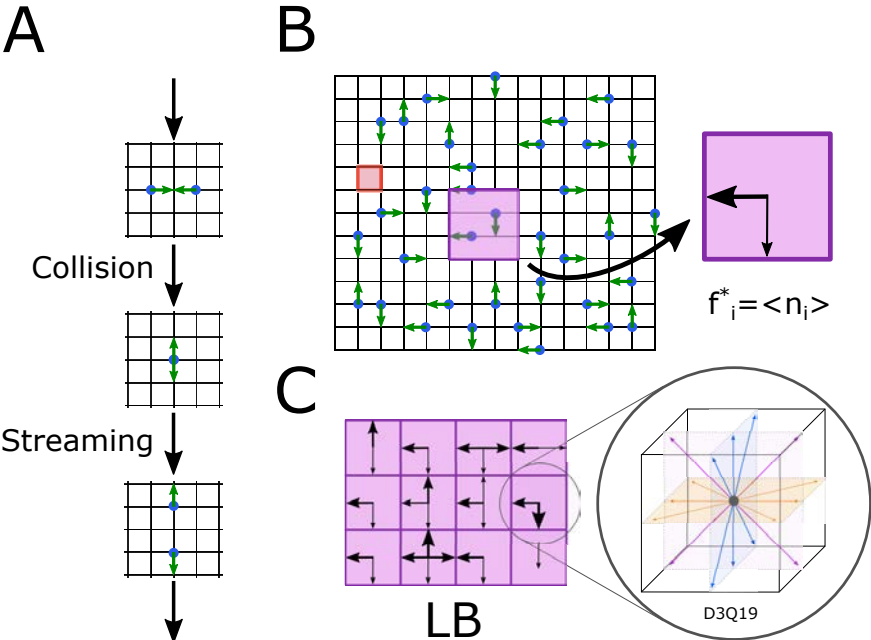 A
B
Collision
Streaming
f*i=<ni>
C
LB
D3Q19